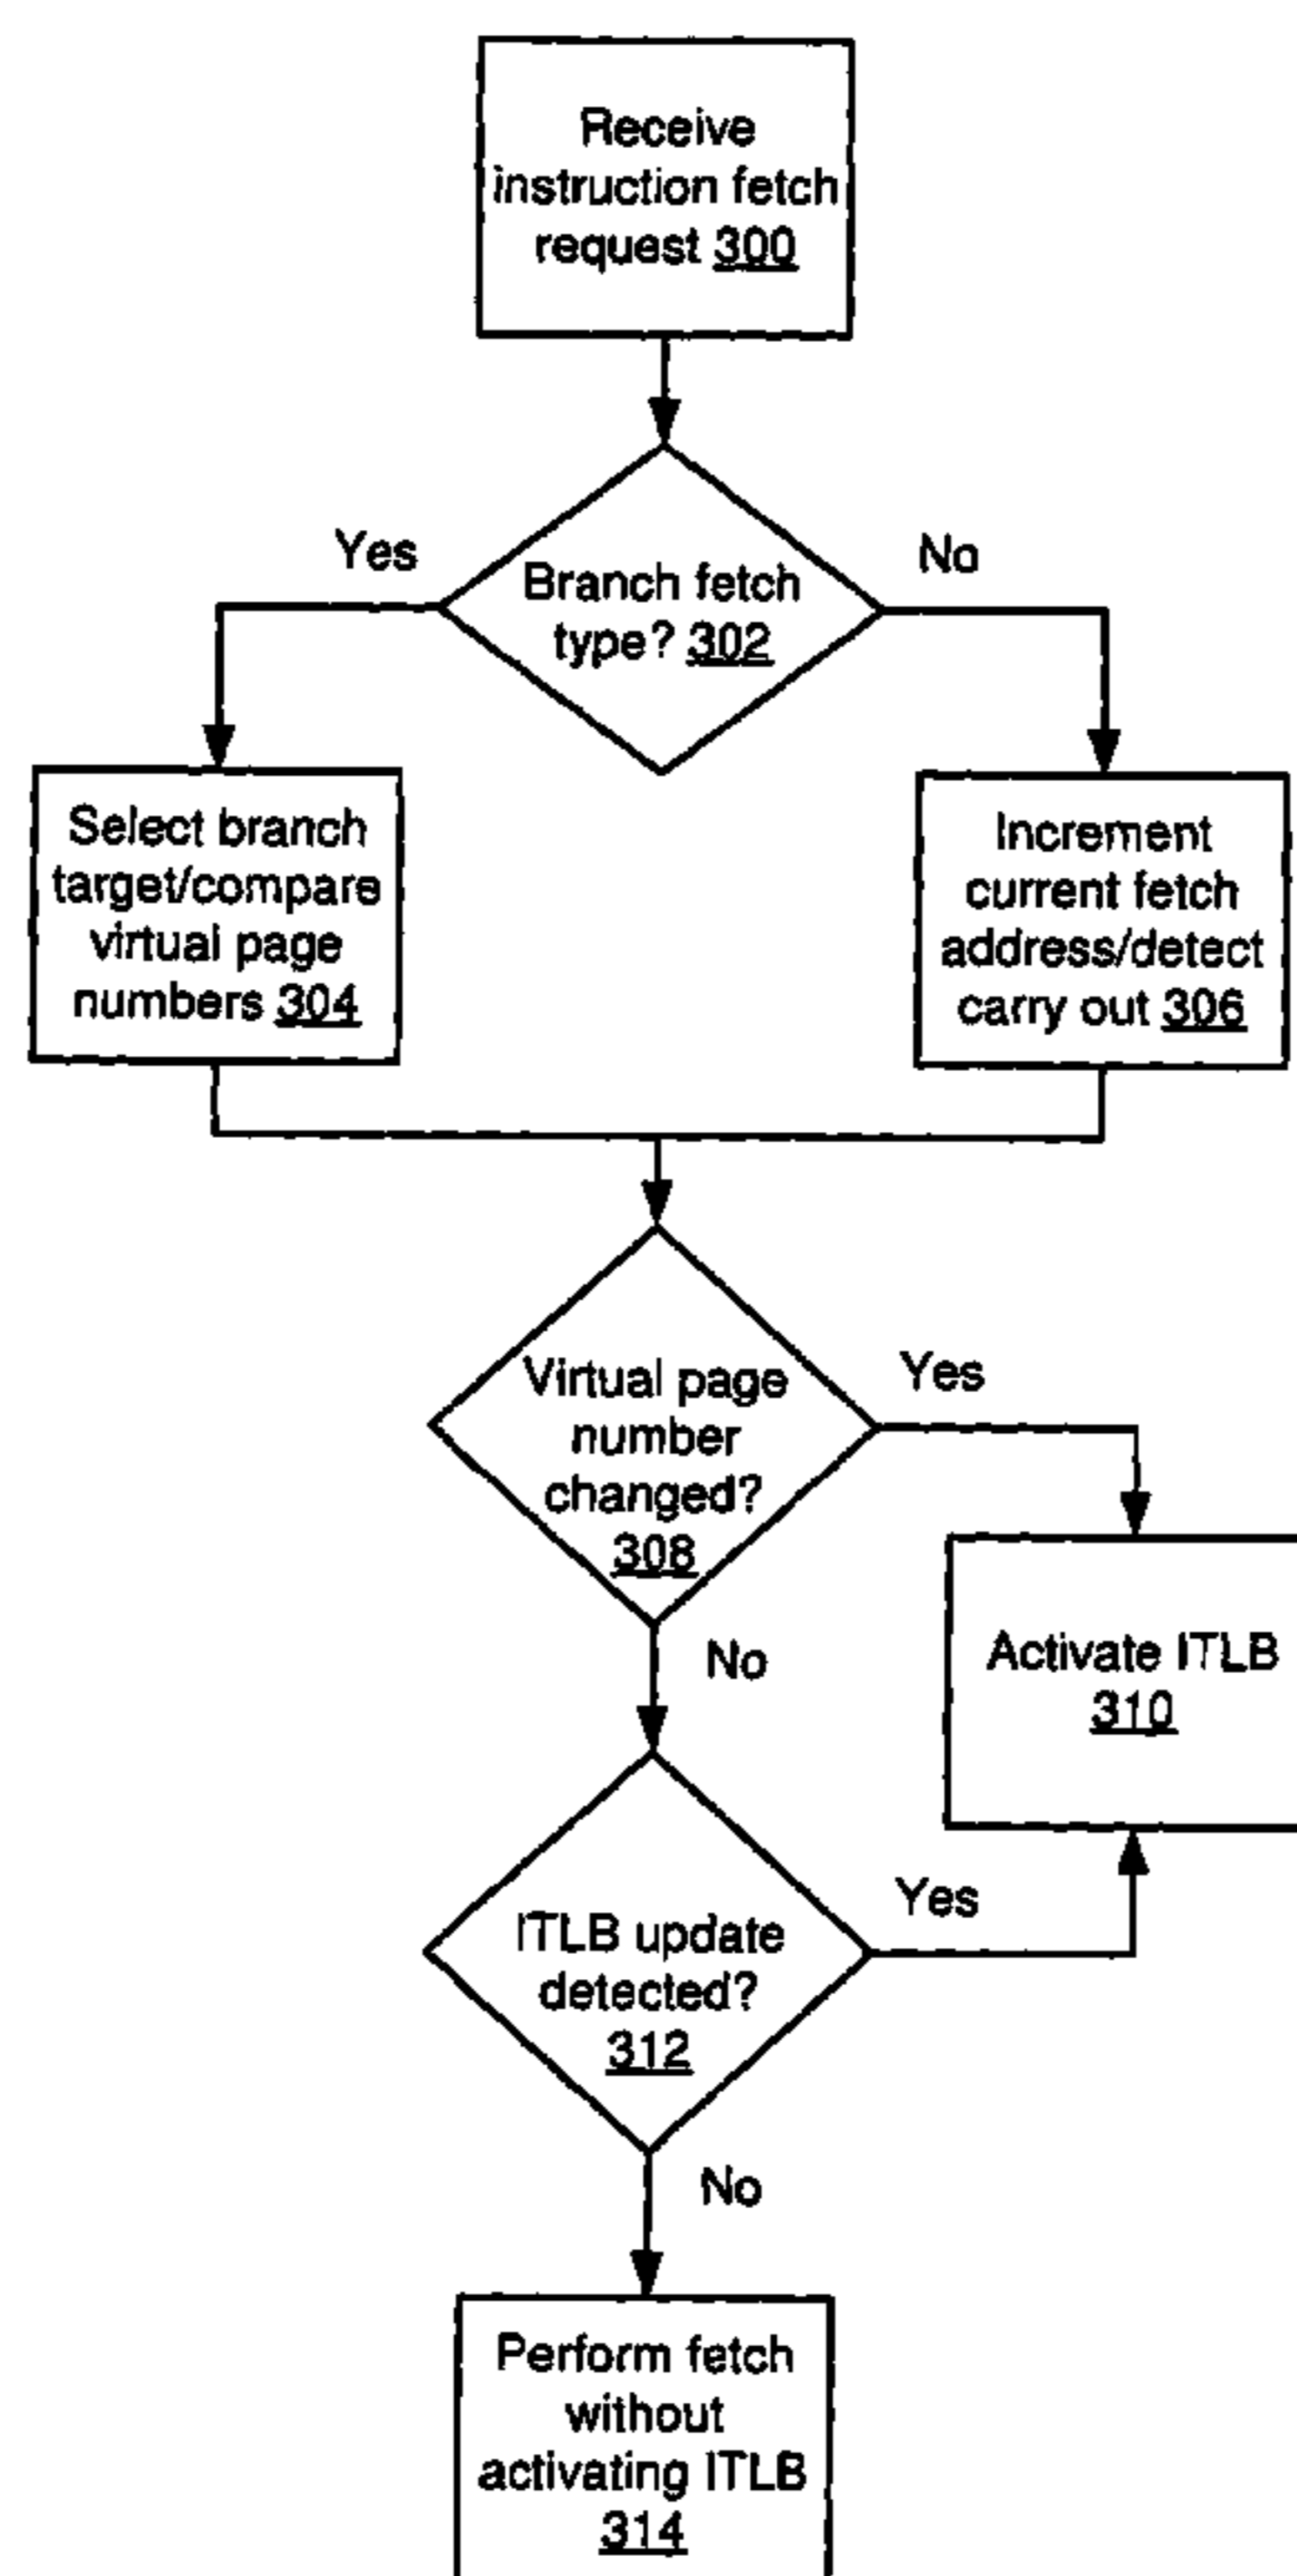 Receive
instruction fetch
request 300
Yes
No
Branch fetch
type? 302
Select branch
target/compare
virtual page
numbers 304
Increment
current fetch
address/detect
carry out 306
Virtual page
number
changed?
308
Yes
No
Activate ITLB
310
ITLB update
detected?
312
Yes
No
Perform fetch
without
activating ITLB
314